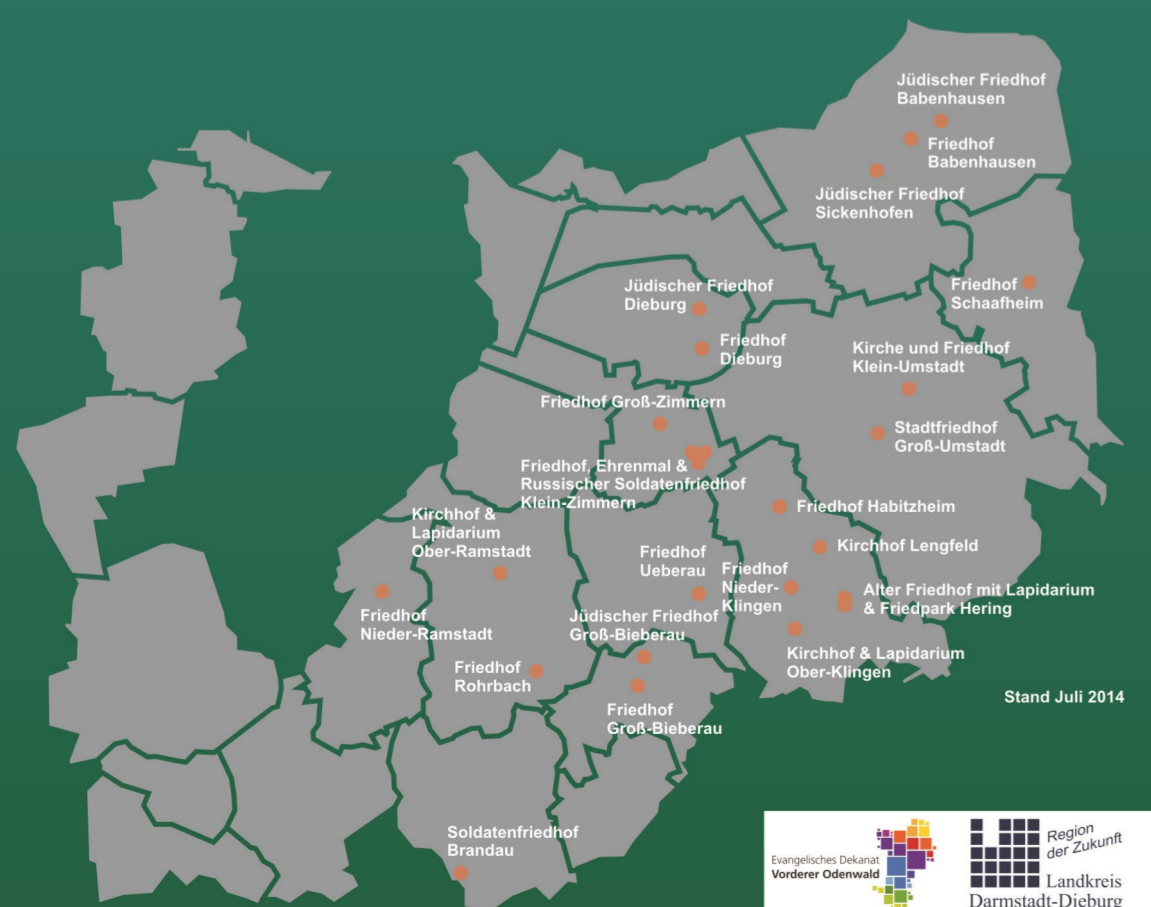 Jüdischer Friedhof
Babenhausen
Friedhof
Babenhausen
Jüdischer Friedhof
Sickenhofen
Friedhof
Schaafheim
Jüdischer Friedhof
Dieburg
Friedhof
Dieburg
Kirche und Friedhof
Klein-Umstadt
Friedhof Groß-Zimmern
Stadtfriedhof
Groß-Umstadt
Friedhof, Ehrenmal &
Russischer Soldatenfriedhof
Klein-Zimmern
Friedhof Habitzheim
Kirchhof &
Lapidarium
Ober-Ramstadt
Kirchhof Lengfeld
Friedhof
Ueberau
Friedhof
Nieder-
Klingen
Alter Friedhof mit Lapidarium
& Friedpark Hering
Friedhof
Nieder-Ramstadt
Jüdischer Friedhof
Groß-Bieberau
Kirchhof & Lapidarium
Ober-Klingen
Friedhof
Rohrbach
Friedhof
Groß-Bieberau
Stand Juli 2014
Soldatenfriedhof
Brandau
Evangelisches Dekanat
Vorderer Odenwald
Region
der Zukunft
Landkreis
Darmstadt-Dieburg